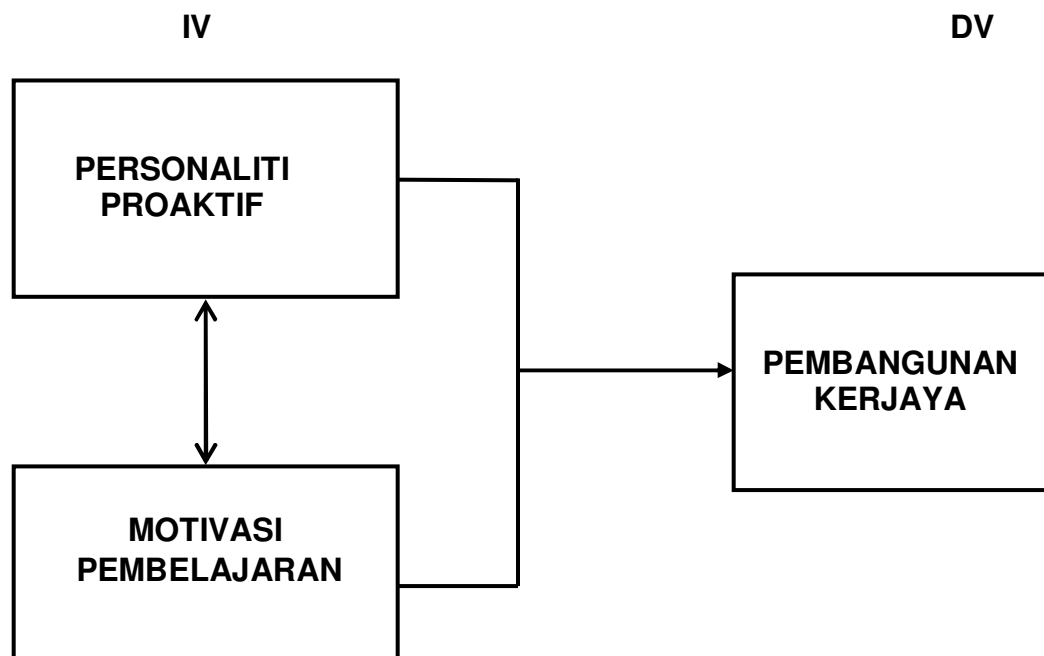 IV
DV
PERSONALITI
PROAKTIF
PEMBANGUNAN
KERJAYA
MOTIVASI
PEMBELAJARAN